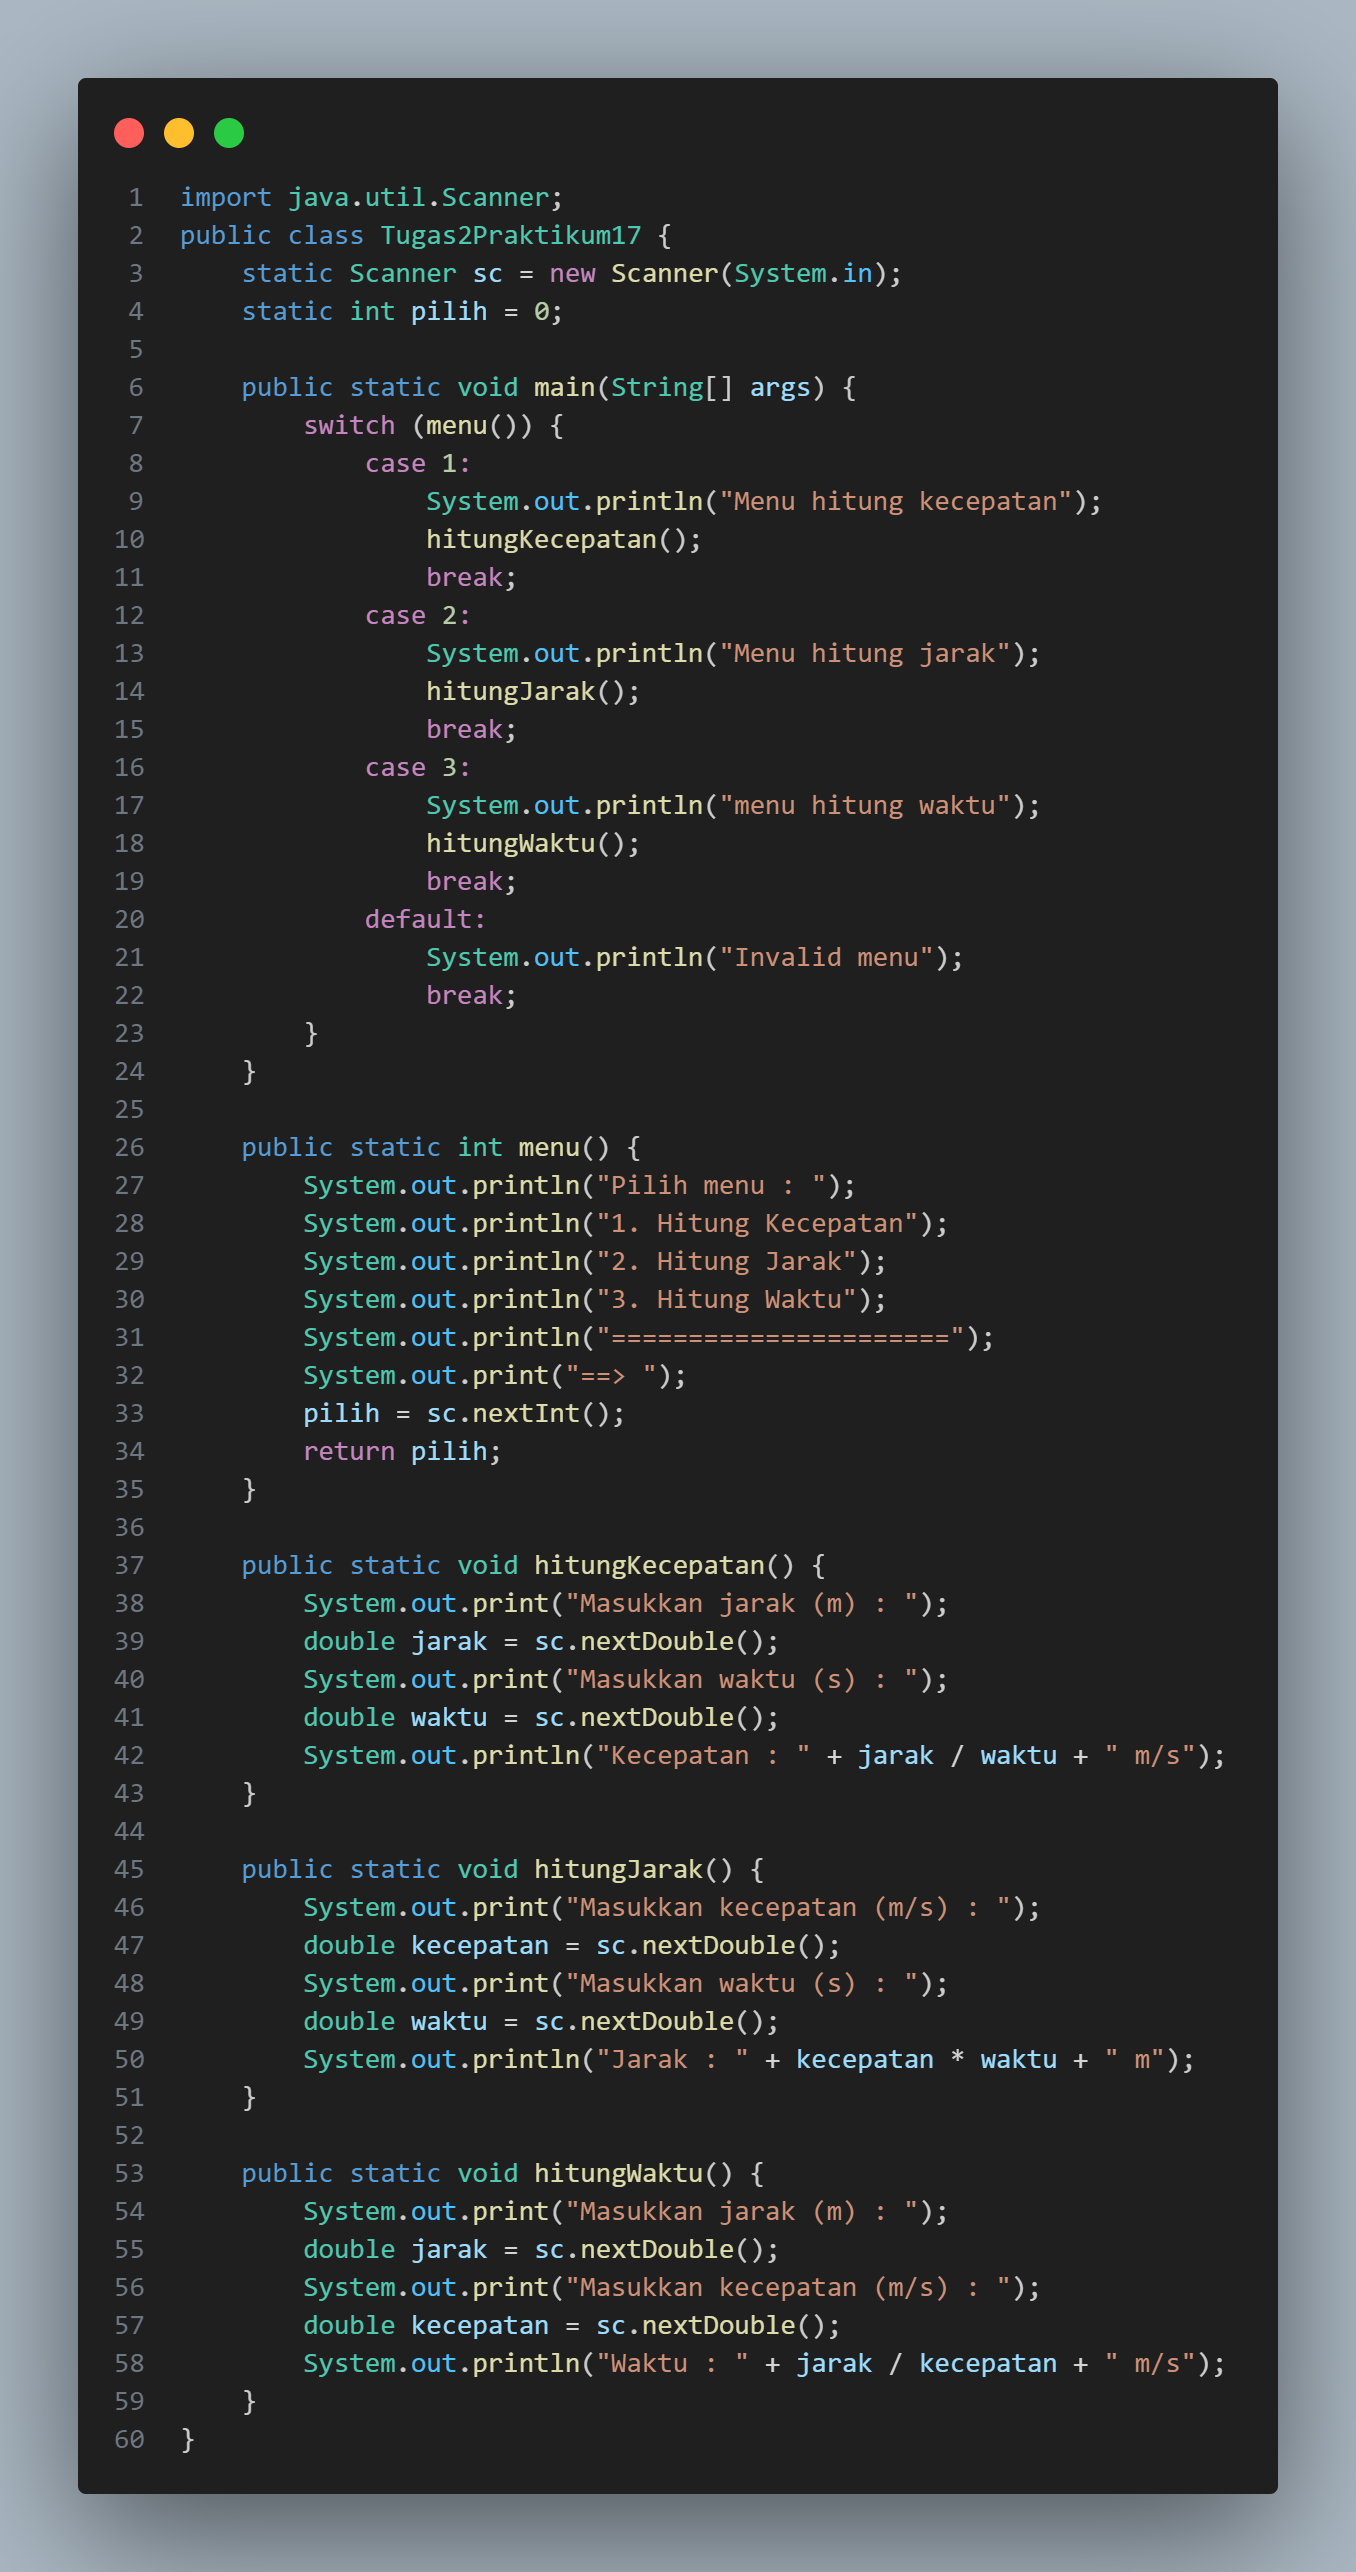 1 import java.util.Scanner;
2 public class Tugas2Praktikum17 {
3     static Scanner sc = new Scanner(System.in);
4     static int pilih = 0;
5
6     public static void main(String[] args) {
7         switch (menu()) {
8             case 1:
9                 System.out.println("Menu hitung kecepatan");
10                 hitungKecepatan();
11                 break;
12             case 2:
13                 System.out.println("Menu hitung jarak");
14                 hitungJarak();
15                 break;
16             case 3:
17                 System.out.println("menu hitung waktu");
18                 hitungWaktu();
19                 break;
20             default:
21                 System.out.println("Invalid menu");
22                 break;
23         }
24     }
25
26     public static int menu() {
27         System.out.println("Pilih menu : ");
28         System.out.println("1. Hitung Kecepatan");
29         System.out.println("2. Hitung Jarak");
30         System.out.println("3. Hitung Waktu");
31         System.out.println("======================");
32         System.out.print("==> ");
33         pilih = sc.nextInt();
34         return pilih;
35     }
36
37     public static void hitungKecepatan() {
38         System.out.print("Masukkan jarak (m) : ");
39         double jarak = sc.nextDouble();
40         System.out.print("Masukkan waktu (s) : ");
41         double waktu = sc.nextDouble();
42         System.out.println("Kecepatan : " + jarak / waktu + " m/s");
43     }
44
45     public static void hitungJarak() {
46         System.out.print("Masukkan kecepatan (m/s) : ");
47         double kecepatan = sc.nextDouble();
48         System.out.print("Masukkan waktu (s) : ");
49         double waktu = sc.nextDouble();
50         System.out.println("Jarak : " + kecepatan * waktu + " m");
51     }
52
53     public static void hitungWaktu() {
54         System.out.print("Masukkan jarak (m) : ");
55         double jarak = sc.nextDouble();
56         System.out.print("Masukkan kecepatan (m/s) : ");
57         double kecepatan = sc.nextDouble();
58         System.out.println("Waktu : " + jarak / kecepatan + " m/s");
59     }
60 }